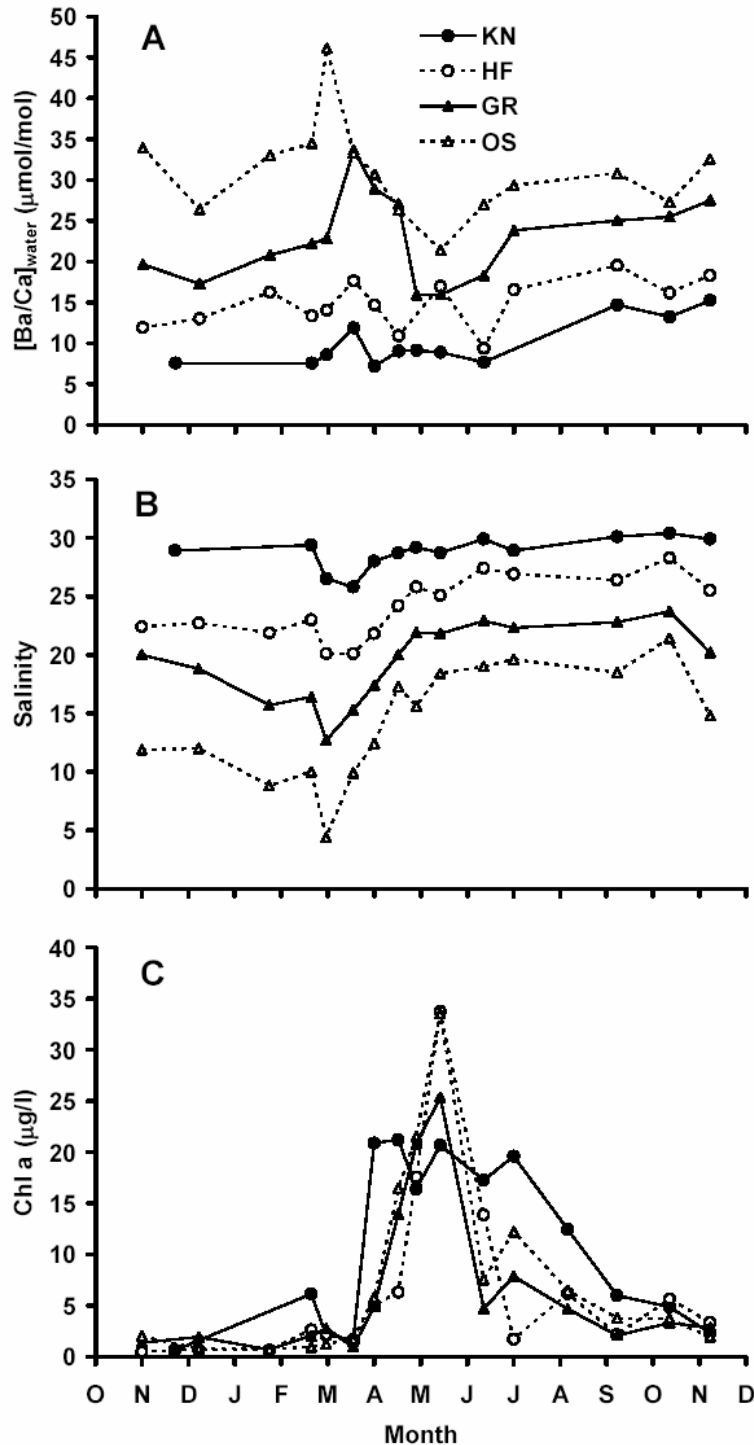 A
KN
HF
GR
OS
50
45
40
35
30
25
20
15
10
5
0
[Ba/Ca]water (μmol/mol)
B
35
30
25
20
15
10
5
0
Salinity
C
40
35
30
25
20
15
10
5
0
Chl a (μg/l)
O N D J F M A M J J A S O N D
Month